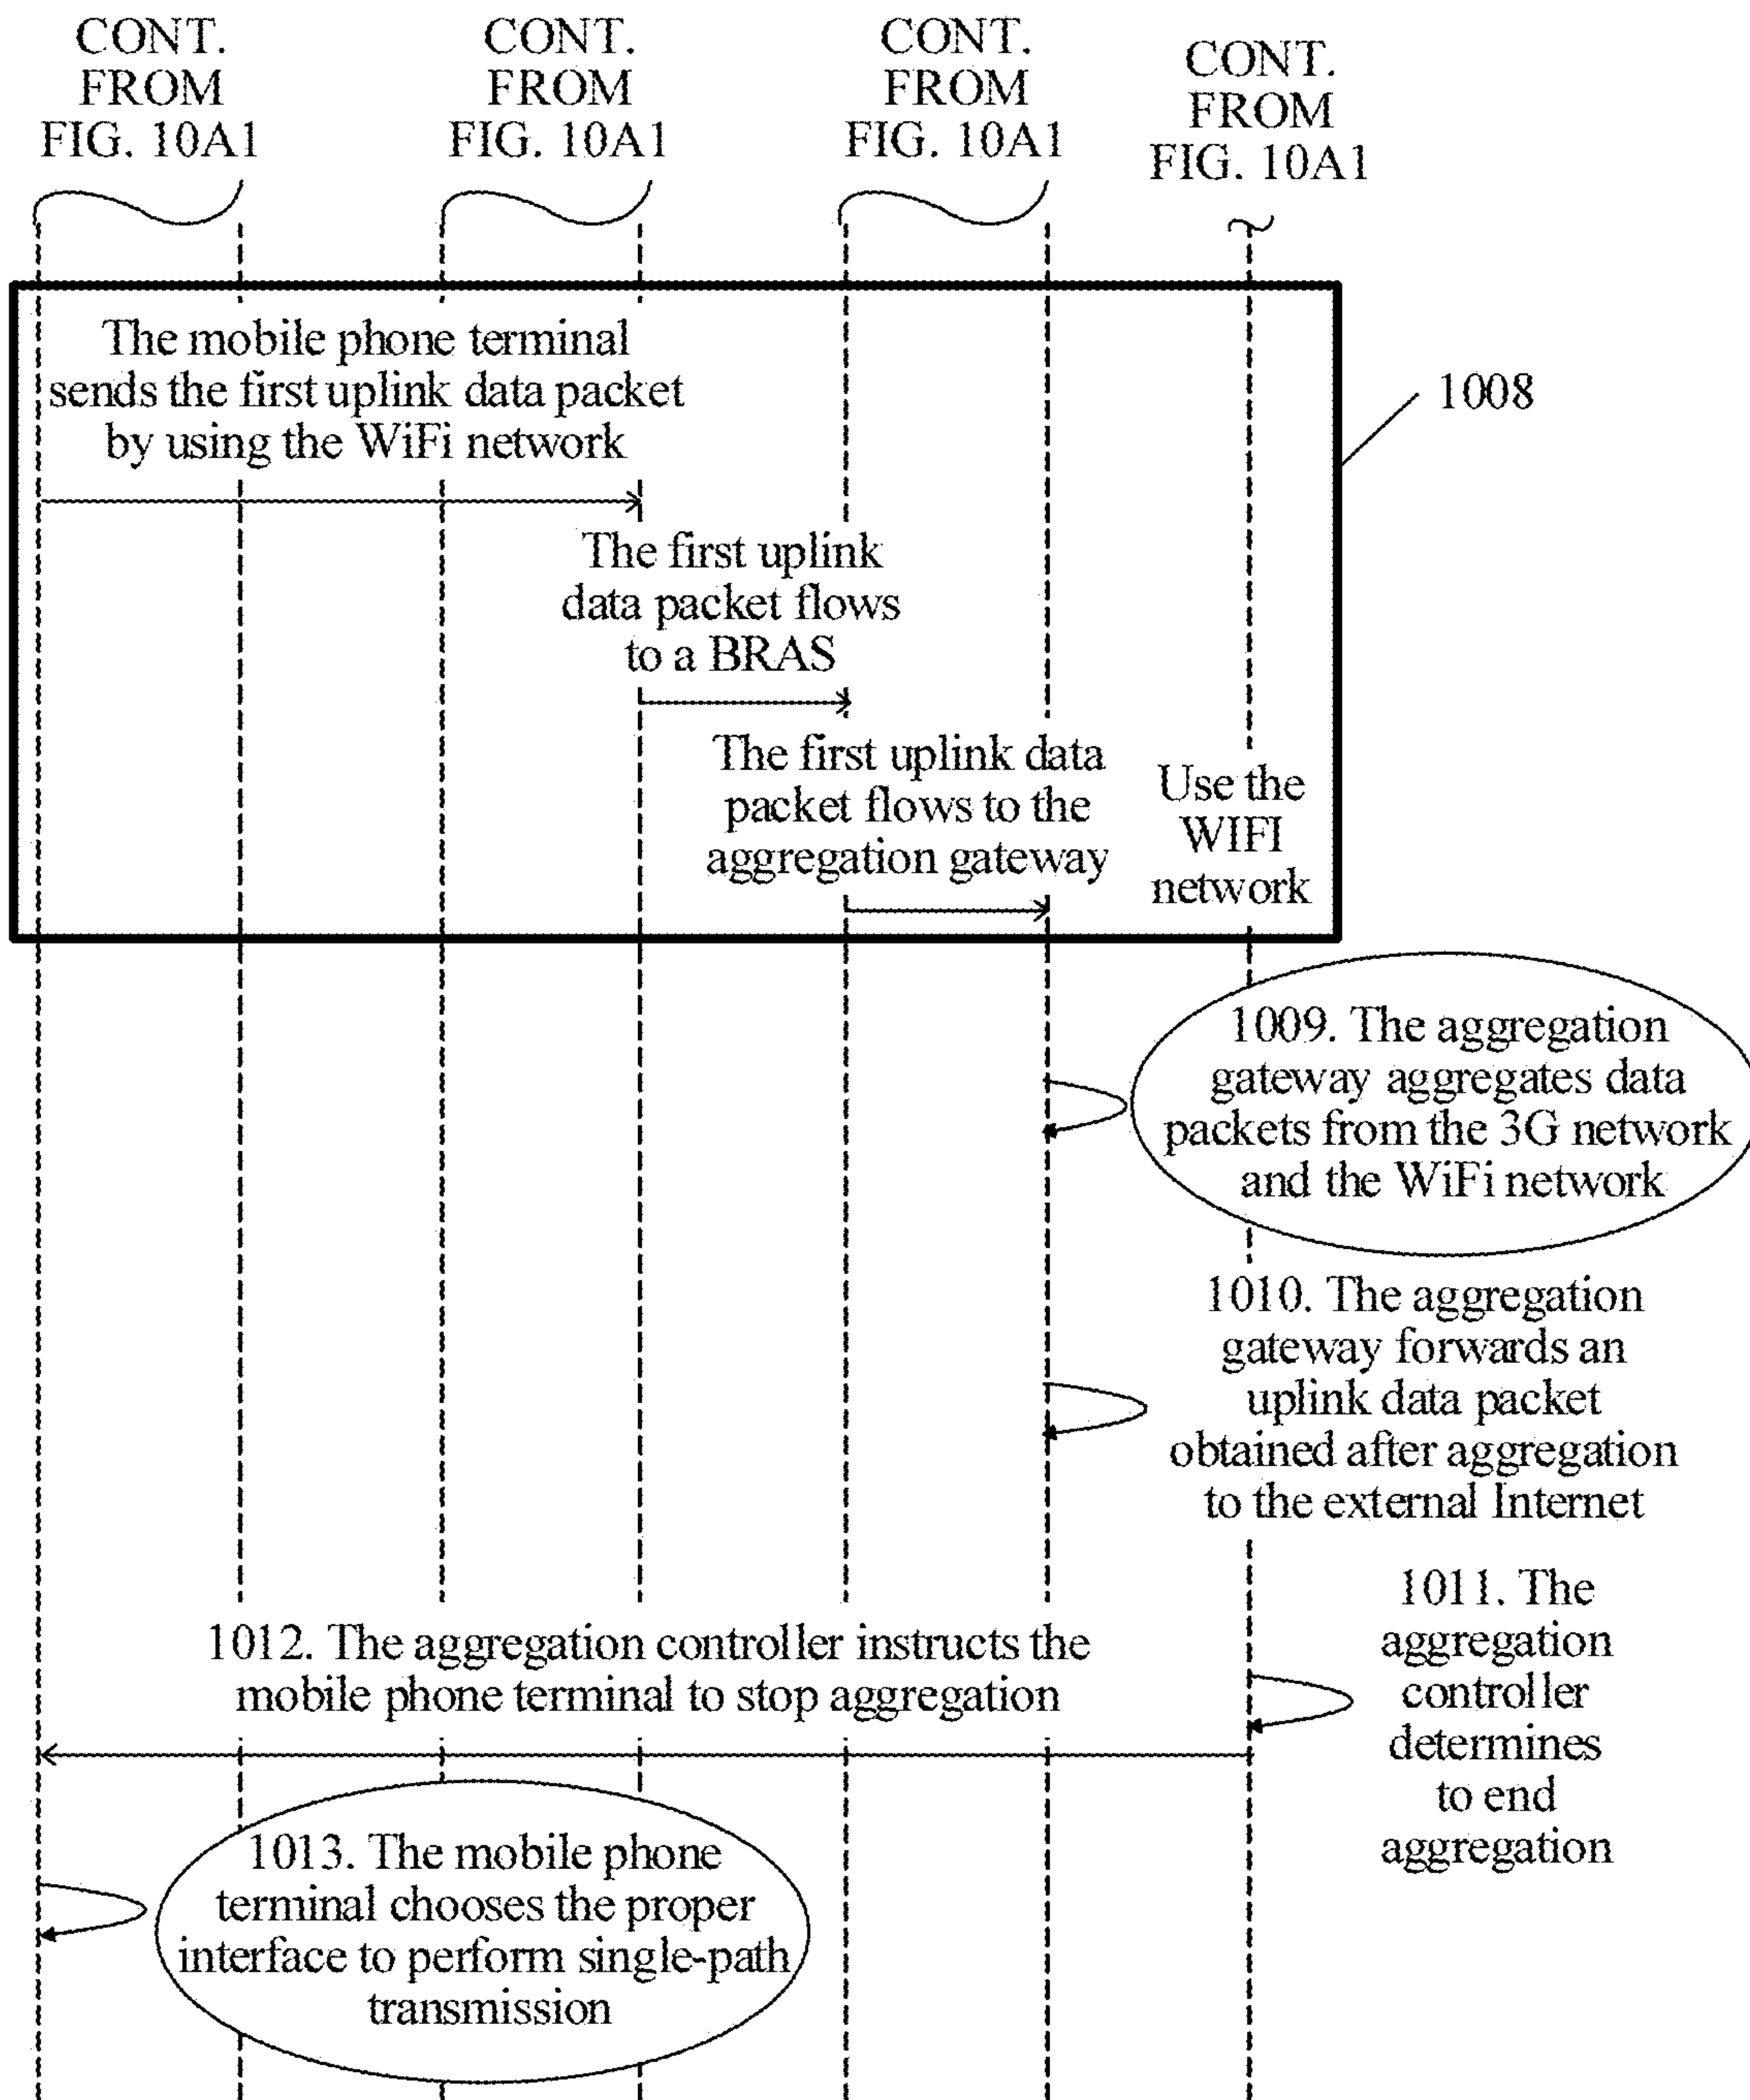 CONT.
FROM
FIG. 10A1
CONT.
FROM
FIG. 10A1
CONT.
FROM
FIG. 10A1
CONT.
FROM
FIG. 10A1
The mobile phone terminal
sends the first uplink data packet
by using the WiFi network
1008
The first uplink
data packet flows
to a BRAS
The first uplink data
packet flows to the
aggregation gateway
Use the
WIFI
network
1009. The aggregation
gateway aggregates data
packets from the 3G network
and the WiFi network
1010. The aggregation
gateway forwards an
uplink data packet
obtained after aggregation
to the external Internet
1011. The
aggregation
controller
determines
to end
aggregation
1012. The aggregation controller instructs the
mobile phone terminal to stop aggregation
1013. The mobile phone
terminal chooses the proper
interface to perform single-path
transmission